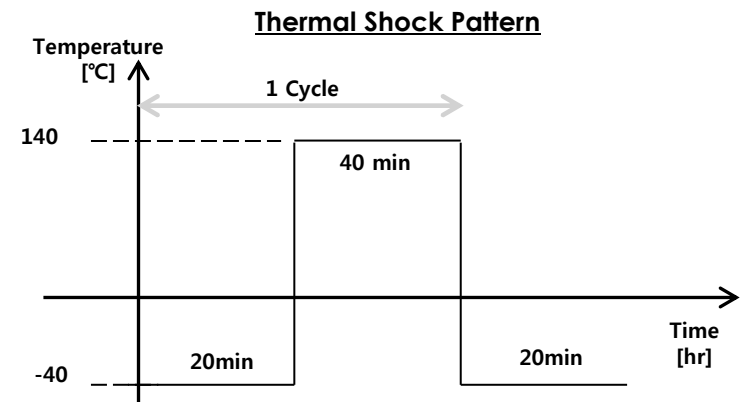 Thermal Shock Pattern
Temperature
[℃]
1 Cycle
140
40 min
Time
[hr]
20min
20min
-40